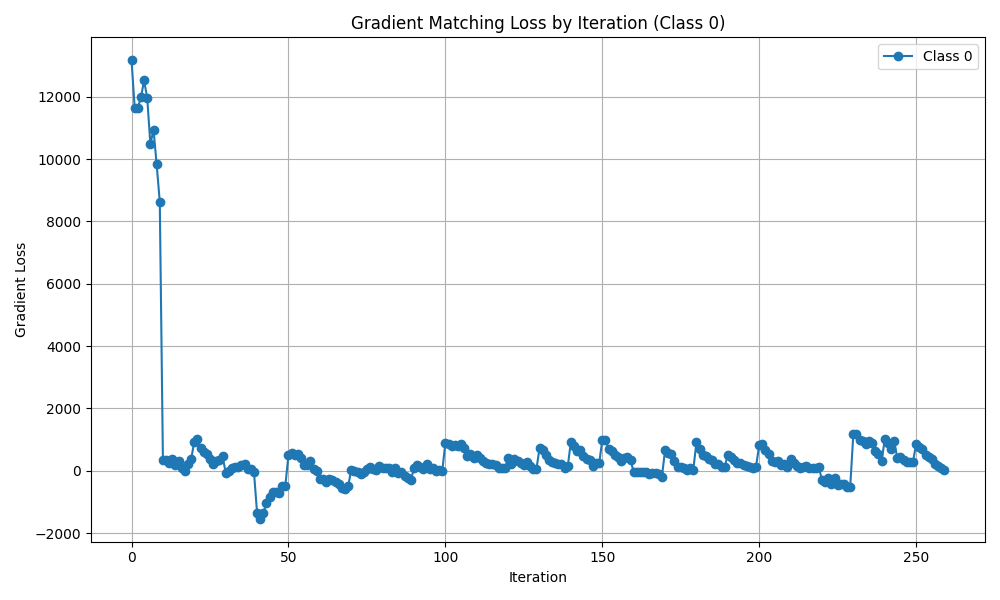 Gradient Matching Loss by Iteration (Class 0)
Class 0
Gradient Loss
12000
10000
8000
6000
4000
2000
0
−2000
0 50 100 150 200 250
Iteration